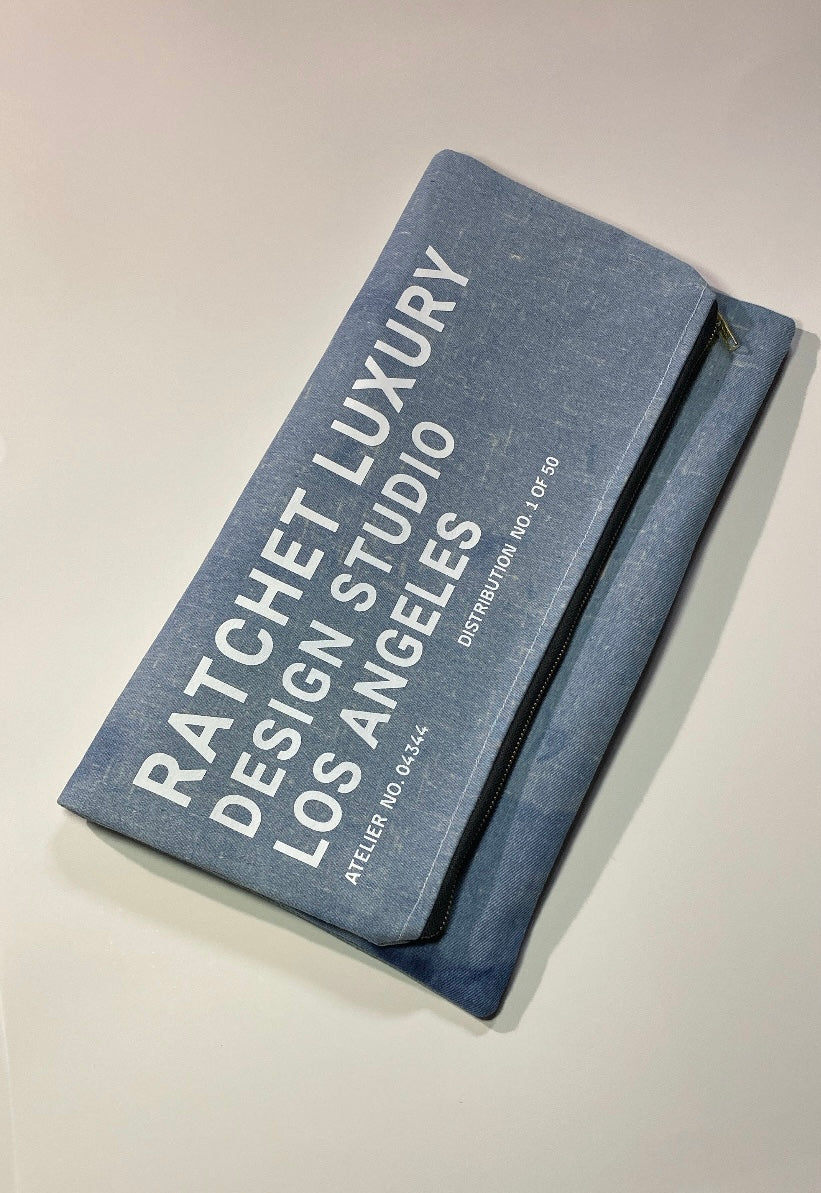 RATCHET LUXURY
DESIGN STUDIO
LOS ANGELES
ATELIER NO. 04344
DISTRIBUTION NO. 1 OF 50